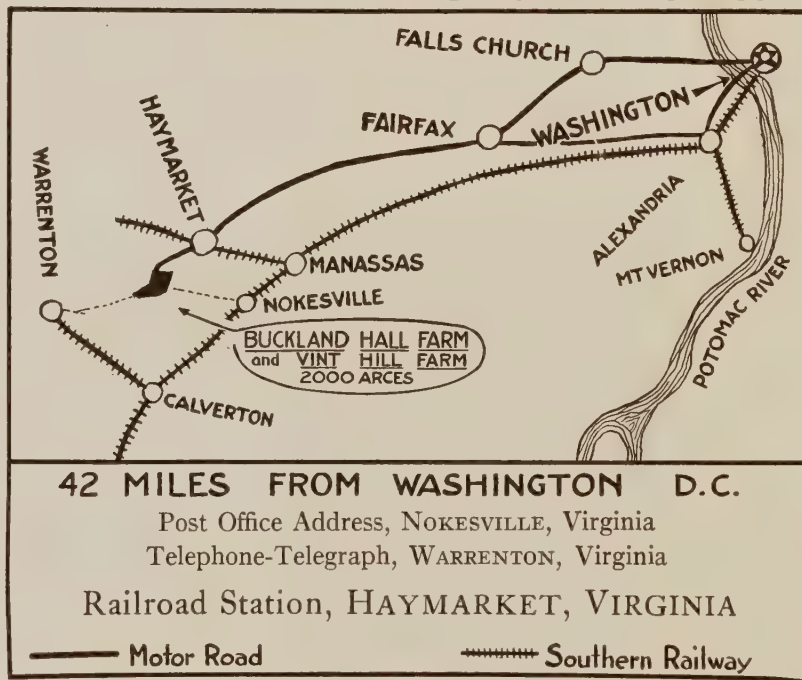 FALLS CHURCH
WASHINGTON
FAIRFAX
HAYMARKET
WARRENTON
ALEXANDRIA
MANASSAS
MT VERNON
NOKESVILLE
POTOMAC RIVER
BUCKLAND HALL FARM
and VINT HILL FARM
2000 ARCES
CALVERTON
42 MILES FROM WASHINGTON D.C.
Post Office Address, NOKESVILLE, Virginia
Telephone-Telegraph, WARRENTON, Virginia
Railroad Station, HAYMARKET, VIRGINIA
Motor Road
Southern Railway